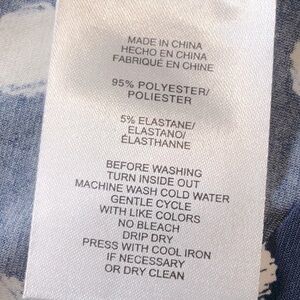 MADE IN CHINA
HECHO EN CHINA
FABRIQUÉ EN CHINE
95% POLYESTER/
POLIESTER
5% ELASTANE/
ELASTANO/
ÉLASTHANNE
BEFORE WASHING
TURN INSIDE OUT
MACHINE WASH COLD WATER
GENTLE CYCLE
WITH LIKE COLORS
NO BLEACH
DRIP DRY
PRESS WITH COOL IRON
IF NECESSARY
OR DRY CLEAN